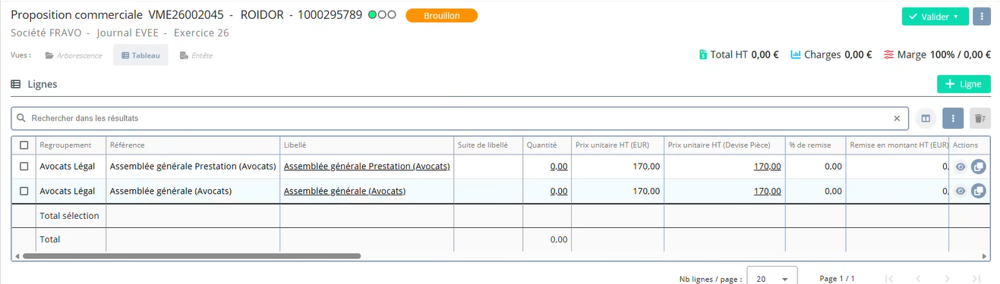 Proposition commerciale VME26002045 - ROIDOR - 1000295789 Brouillon Valider
Société FRAVO - Journal EVEE - Exercice 26
Vues : Arborescence Tableau Entête Total HT 0,00 € Charges 0,00 € Marge 100% / 0,00 €
Lignes + Ligne
Rechercher dans les résultats
Regroupement Référence Libellé Suite de libellé Quantité Prix unitaire HT (EUR) Prix unitaire HT (Devise Pièce) % de remise Remise en montant HT (EUR) Actions
Avocats Légal Assemblée générale Prestation (Avocats) Assemblée générale Prestation (Avocats) 0,00 170,00 170,00 0,00 0,
Avocats Légal Assemblée générale (Avocats) Assemblée générale (Avocats) 0,00 170,00 170,00 0,00 0,
Total sélection
Total 0,00
Nb lignes / page : 20 Page 1 / 1